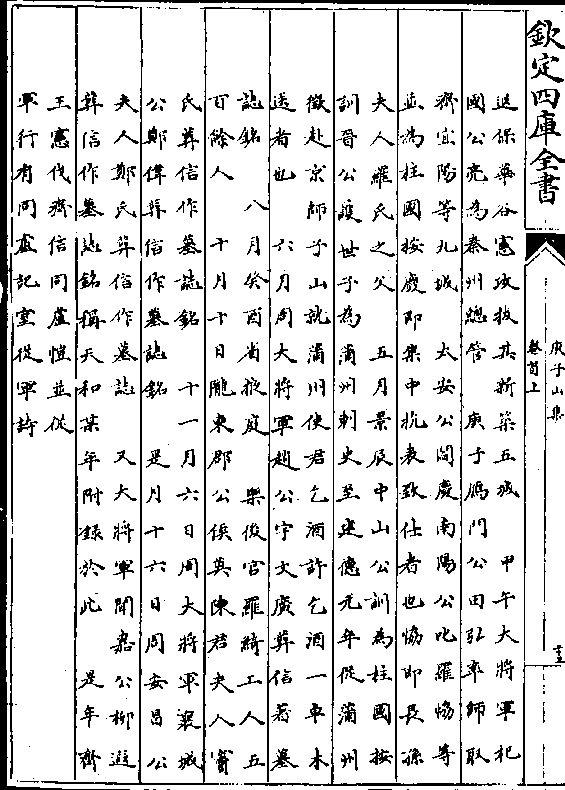 欽定四庫全書
庾子山集
卷首上
退保華谷憲攻拔其新築五城　甲午大將軍杞
國公亮為秦州總管　庚子鴈門公田弘率師取
齊宜陽等九城　太安公閻慶南陽公叱羅協等
並為柱國按慶即集中抗表致仕者也協即長孫
夫人羅氏之父　五月景辰中山公訓為柱國按
訓晉公護世子為蒲州刺史至建德元年從蒲州
徵赴京師子山就蒲州使君乞酒許乞酒一車未
送者也　六月周大將軍趙公宇文廣葬信著墓
誌銘　八月癸酉省掖庭　樂後宮羅綺工人五
百餘人　十月十日隴東郡公侯莫陳君夫人竇
氏葬信作墓誌銘　十一月六日周大將軍襄城
公鄭偉葬信作墓誌銘　是月十六日周安昌公
夫人鄭氏葬信作墓誌　又大將軍聞喜公柳遐
葬信作墓誌銘稱天和某年附錄於此　是年齊
王憲伐齊信同盧愷並從
軍行有同盧記室從軍詩